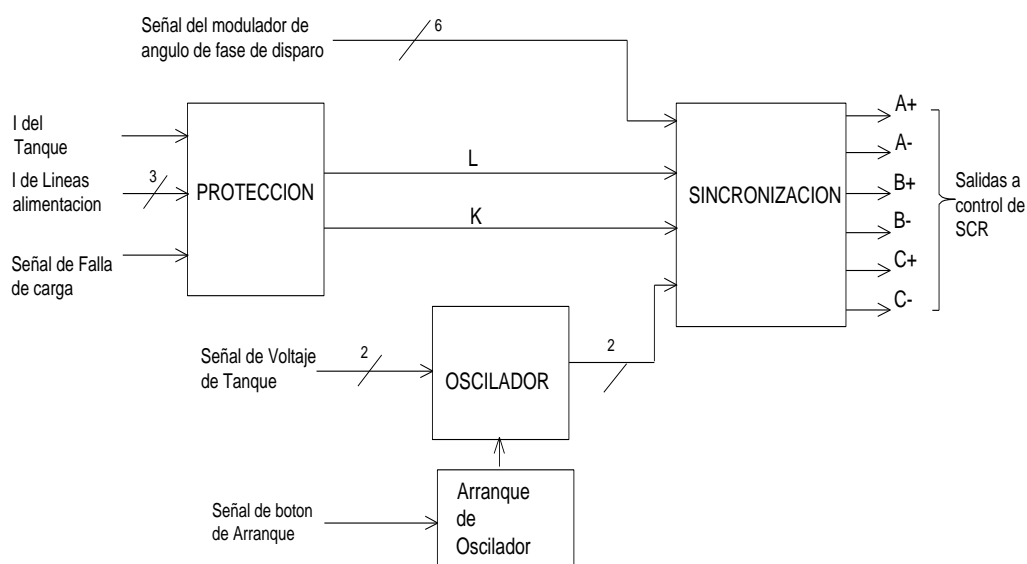 Señal del modulador de
angulo de fase de disparo
6
I del
Tanque
I de Lineas
alimentacion
3
Señal de Falla
de carga
PROTECCION
L
K
SINCRONIZACION
A+
A-
B+
B-
C+
C-
Salidas a
control de
SCR
Señal de Voltaje
de Tanque
2
OSCILADOR
2
Señal de boton
de Arranque
Arranque
de
Oscilador